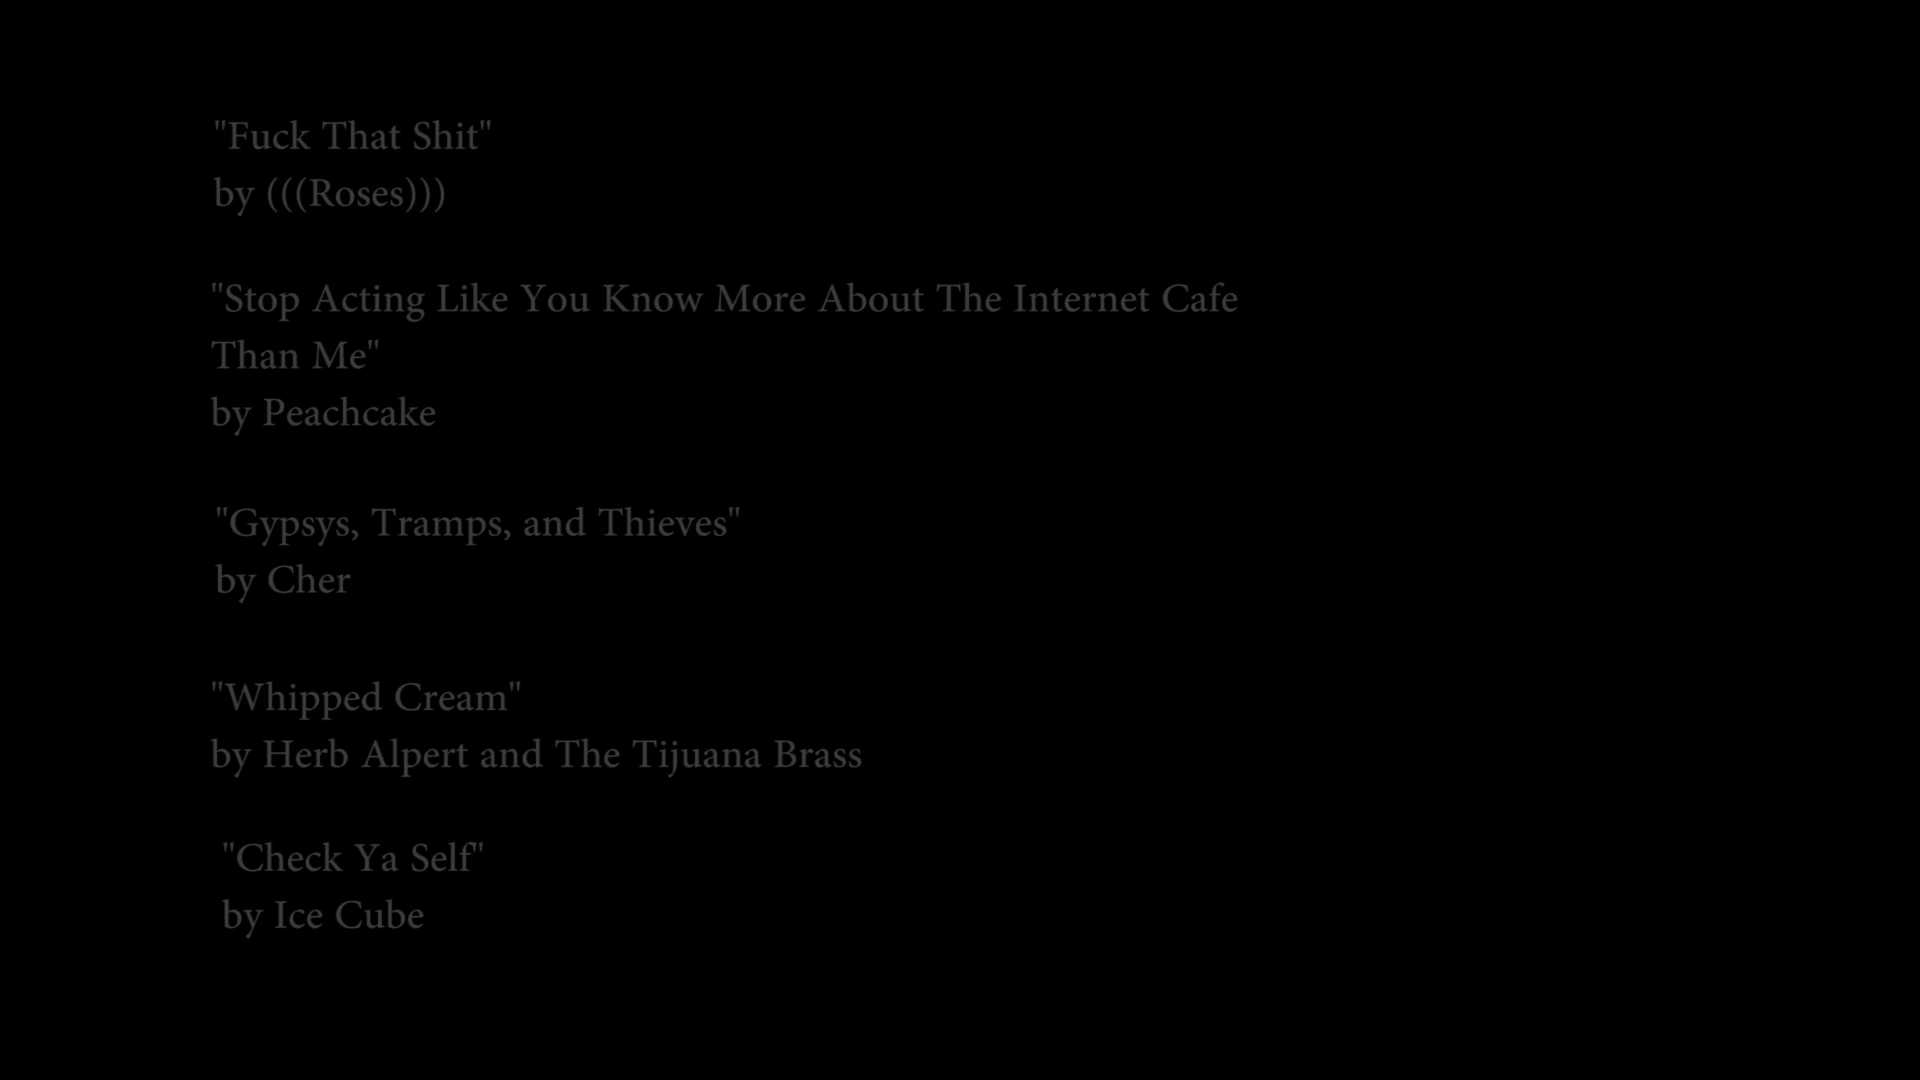 "Fuck That Shit"
by (((Roses)))
"Stop Acting Like You Know More About The Internet Cafe
Than Me"
by Peachcake
"Gypsys, Tramps, and Thieves"
by Cher
"Whipped Cream"
by Herb Alpert and The Tijuana Brass
"Check Ya Self"
by Ice Cube